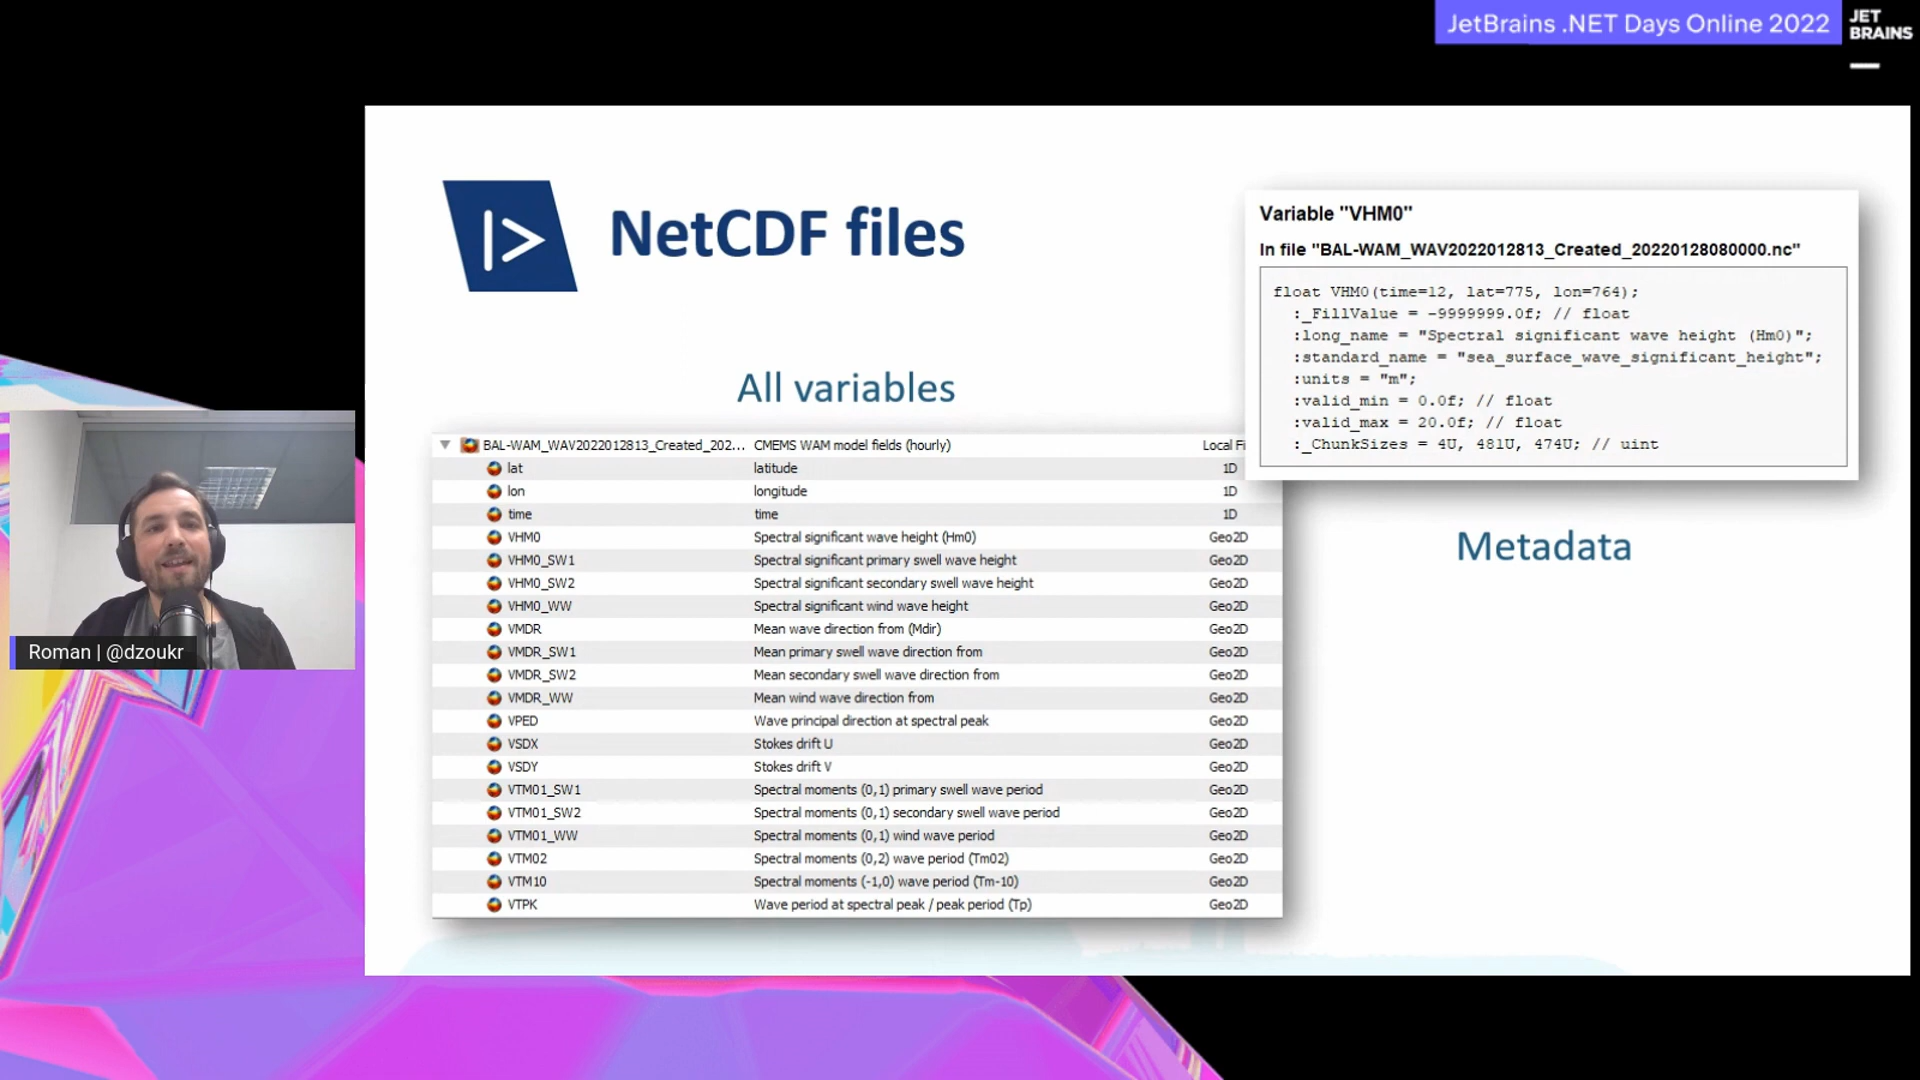 JetBrains .NET Days Online 2022
JET
BRAINS
NetCDF files
Variable "VHM0"
In file "BAL-WAM_WAV2022012813_Created_20220128080000.nc"
float VHM0(time=12, lat=775, lon=764);
:_FillValue = -9999999.0f; // float
:long_name = "Spectral significant wave height (Hm0)";
:standard_name = "sea_surface_wave_significant_height";
:units = "m";
:valid_min = 0.0f; // float
:valid_max = 20.0f; // float
:_ChunkSizes = 4U, 481U, 474U; // uint
Metadata
All variables
BAL-WAM_WAV2022012813_Created_202... CMEMS WAM model fields (hourly) Local Fi
lat latitude 1D
lon longitude 1D
time time 1D
VHM0 Spectral significant wave height (Hm0) Geo2D
VHM0_SW1 Spectral significant primary swell wave height Geo2D
VHM0_SW2 Spectral significant secondary swell wave height Geo2D
VHM0_WW Spectral significant wind wave height Geo2D
VMDR Mean wave direction from (Mdir) Geo2D
VMDR_SW1 Mean primary swell wave direction from Geo2D
VMDR_SW2 Mean secondary swell wave direction from Geo2D
VMDR_WW Mean wind wave direction from Geo2D
VPED Wave principal direction at spectral peak Geo2D
VSDX Stokes drift U Geo2D
VSDY Stokes drift V Geo2D
VTM01_SW1 Spectral moments (0,1) primary swell wave period Geo2D
VTM01_SW2 Spectral moments (0,1) secondary swell wave period Geo2D
VTM01_WW Spectral moments (0,1) wind wave period Geo2D
VTM02 Spectral moments (0,2) wave period (Tm02) Geo2D
VTM10 Spectral moments (-1,0) wave period (Tm-10) Geo2D
VTPK Wave period at spectral peak / peak period (Tp) Geo2D
Roman | @dzoukr